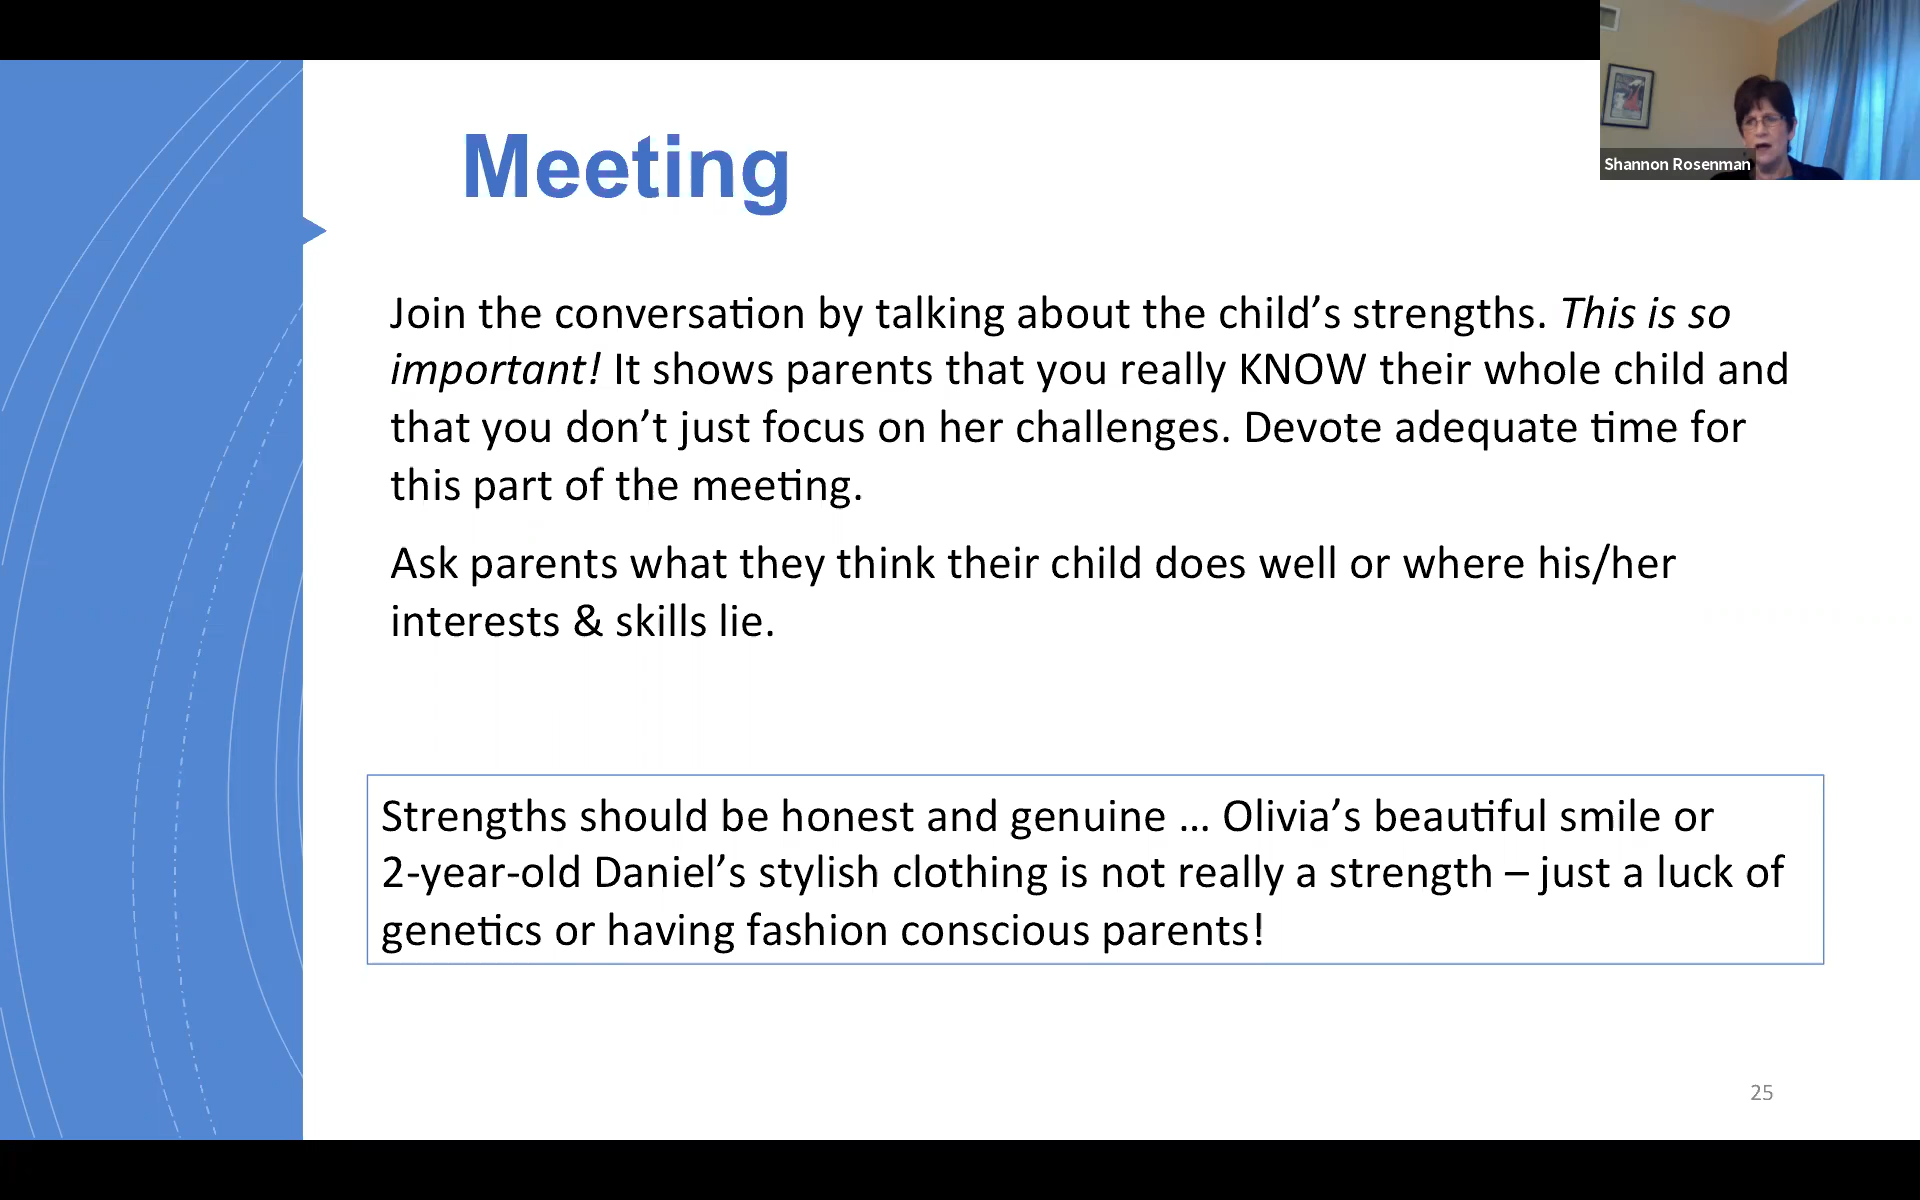 Meeting
Shannon Rosenman
Join the conversation by talking about the child’s strengths. This is so
important! It shows parents that you really KNOW their whole child and
that you don’t just focus on her challenges. Devote adequate time for
this part of the meeting.
Ask parents what they think their child does well or where his/her
interests & skills lie.
Strengths should be honest and genuine … Olivia’s beautiful smile or
2-year-old Daniel’s stylish clothing is not really a strength – just a luck of
genetics or having fashion conscious parents!
25